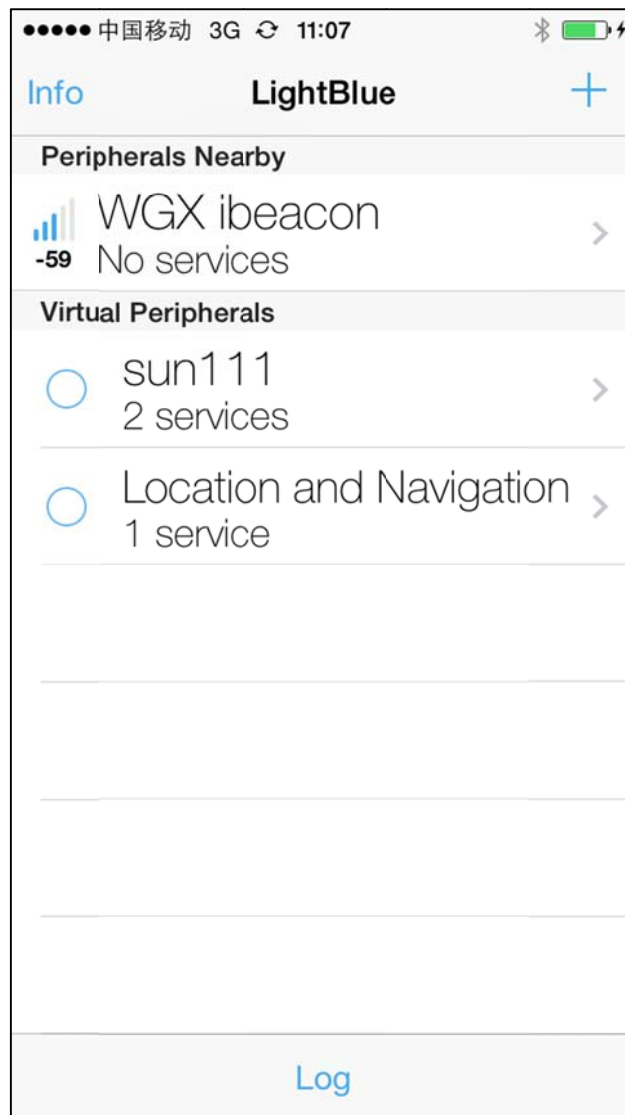 中国移动 3G 11:07
Info LightBlue +
Peripherals Nearby
WGX ibeacon
-59 No services
Virtual Peripherals
sun111
2 services
Location and Navigation
1 service
Log